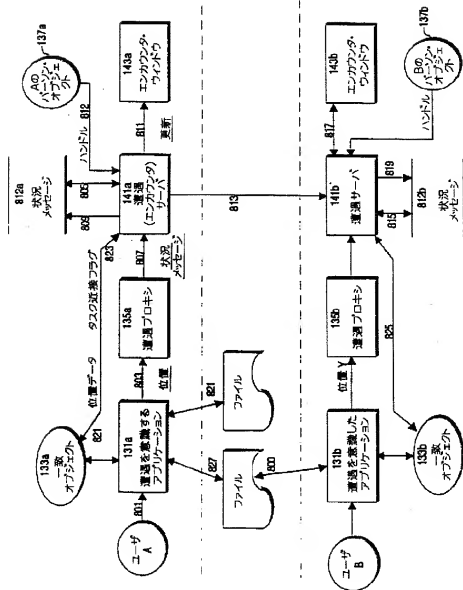 137a
Aの
パーソン・
オブジェ
クト
812
ハンドル
812a
状況
メッセージ
809
805
823
タスク近接フラグ
位置データ
821
133a
一致
オブジェクト
ユーザ
A
801
131a
遭遇を意識する
アプリケーション
803
位置
135a
遭遇プロキシ
807
状況
メッセージ
141a
遭遇
(エンカウンタ)
サーバ
811
更新
143a
エンカウンタ・
ウィンドウ
827
821
ファイル
ファイル
800
813
ユーザ
B
131b
遭遇を意識した
アプリケーション
位置 Y
135b
遭遇プロキシ
141b
遭遇サーバ
817
143b
エンカウンタ・
ウィンドウ
137b
Bの
パーソン・
オブジェ
クト
ハンドル
815
819
812b
状況
メッセージ
825
133b
一致
オブジェクト